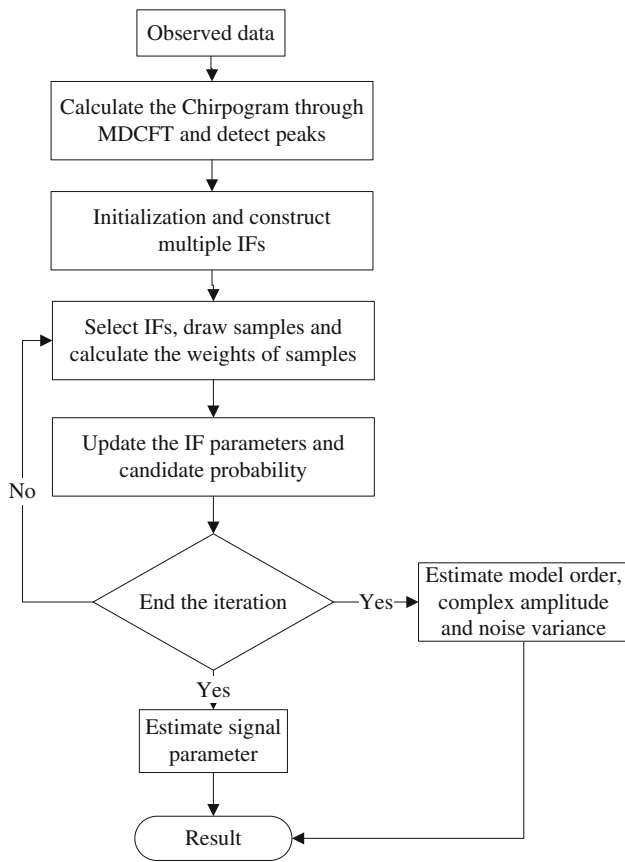 Observed data
Calculate the Chirpogram through
MDCFT and detect peaks
Initialization and construct
multiple IFs
Select IFs, draw samples and
calculate the weights of samples
Update the IF parameters and
candidate probability
No
End the iteration
Yes
Estimate model order,
complex amplitude
and noise variance
Yes
Estimate signal
parameter
Result